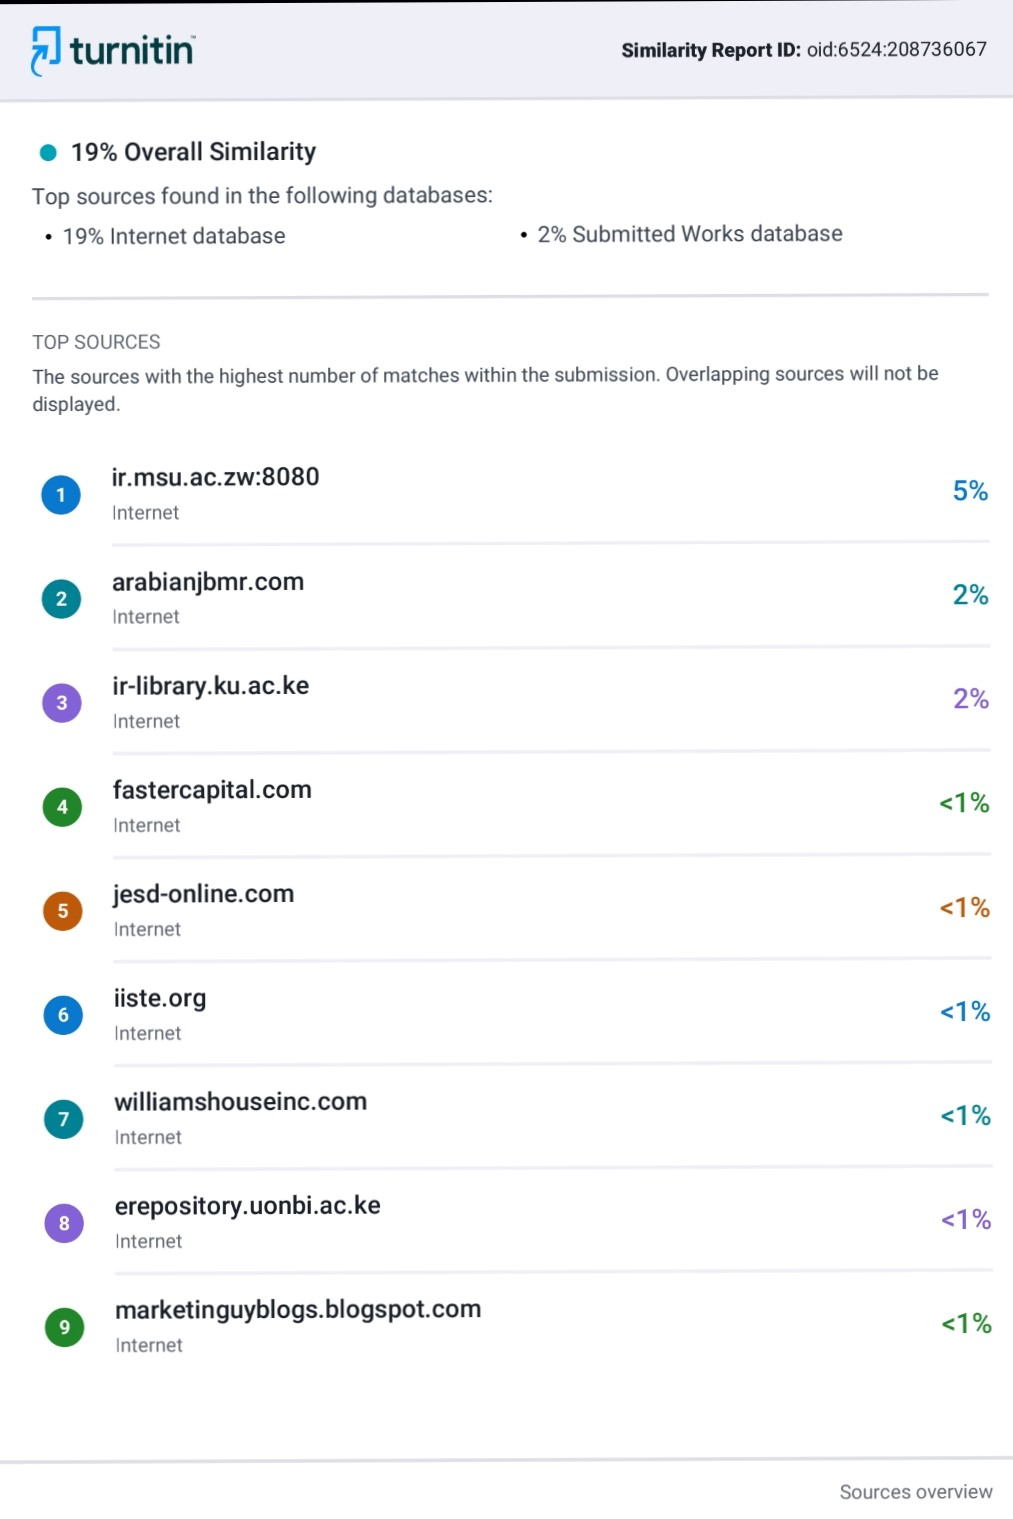 turnitin™
Similarity Report ID: oid:6524:208736067
19% Overall Similarity
Top sources found in the following databases:
• 19% Internet database
• 2% Submitted Works database
TOP SOURCES
The sources with the highest number of matches within the submission. Overlapping sources will not be
displayed.
1
ir.msu.ac.zw:8080
Internet
5%
2
arabianjbmr.com
Internet
2%
3
ir-library.ku.ac.ke
Internet
2%
4
fastercapital.com
Internet
<1%
5
jesd-online.com
Internet
<1%
6
iiste.org
Internet
<1%
7
williamshouseinc.com
Internet
<1%
8
erepository.uonbi.ac.ke
Internet
<1%
9
marketinguyblogs.blogspot.com
Internet
<1%
Sources overview